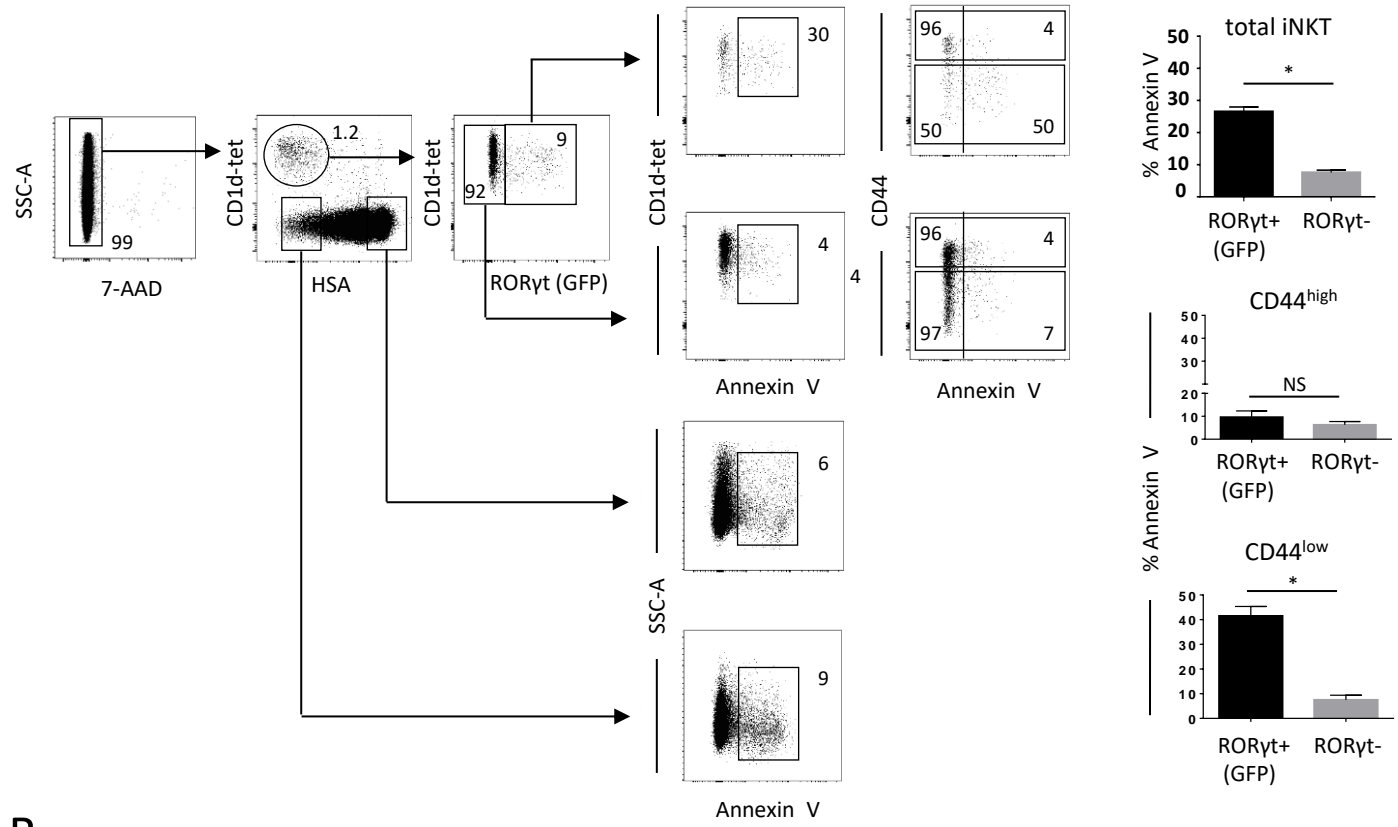 SSC-A
99
7-AAD
CD1d-tet
1.2
HSA
CD1d-tet
9
92
RORγt (GFP)
CD1d-tet
30
4
Annexin V
4
CD44
96 4
50 50
96 4
97 7
Annexin V
SSC-A
6
9
Annexin V
total iNKT
% Annexin V
50
40
30
20
10
0
*
RORγt+ RORγt-
(GFP)
% Annexin V
CD44high
50
40
30
20
10
0
NS
RORγt+ RORγt-
(GFP)
CD44low
50
40
30
20
10
0
*
RORγt+ RORγt-
(GFP)